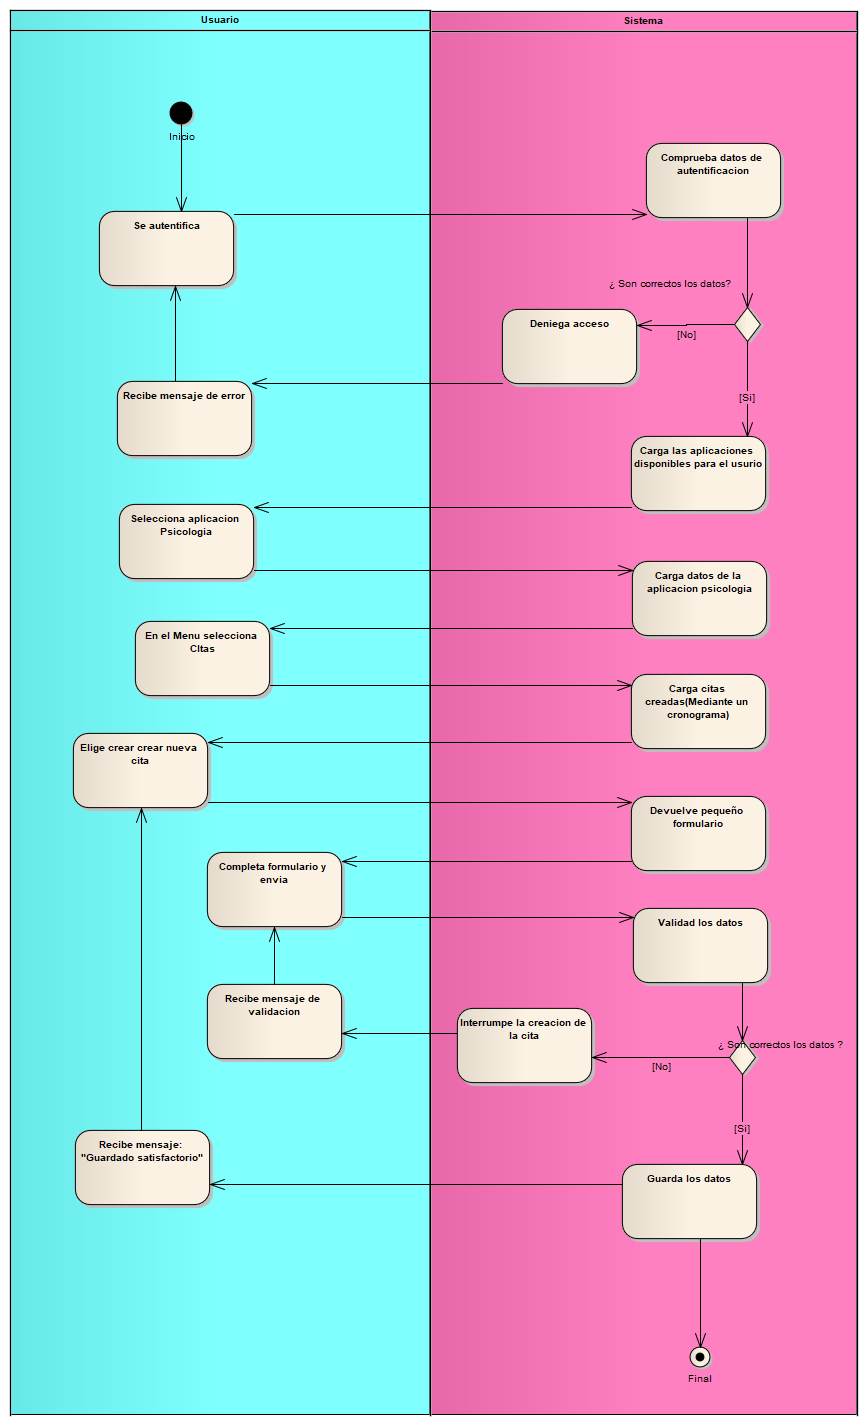 Usuario
Sistema
Inicio
Comprueba datos de
autentificacion
Se autentifica
¿ Son correctos los datos?
Deniega acceso
[No]
[Si]
Recibe mensaje de error
Carga las aplicaciones
disponibles para el usurio
Selecciona aplicacion
Psicologia
Carga datos de la
aplicacion psicologia
En el Menu selecciona
CItas
Carga citas
creadas(Mediante un
cronograma)
Elige crear crear nueva
cita
Devuelve pequeño
formulario
Completa formulario y
envia
Validad los datos
Recibe mensaje de
validacion
Interrumpe la creacion de
la cita
¿ Son correctos los datos ?
[No]
[Si]
Recibe mensaje:
"Guardado satisfactorio"
Guarda los datos
Final